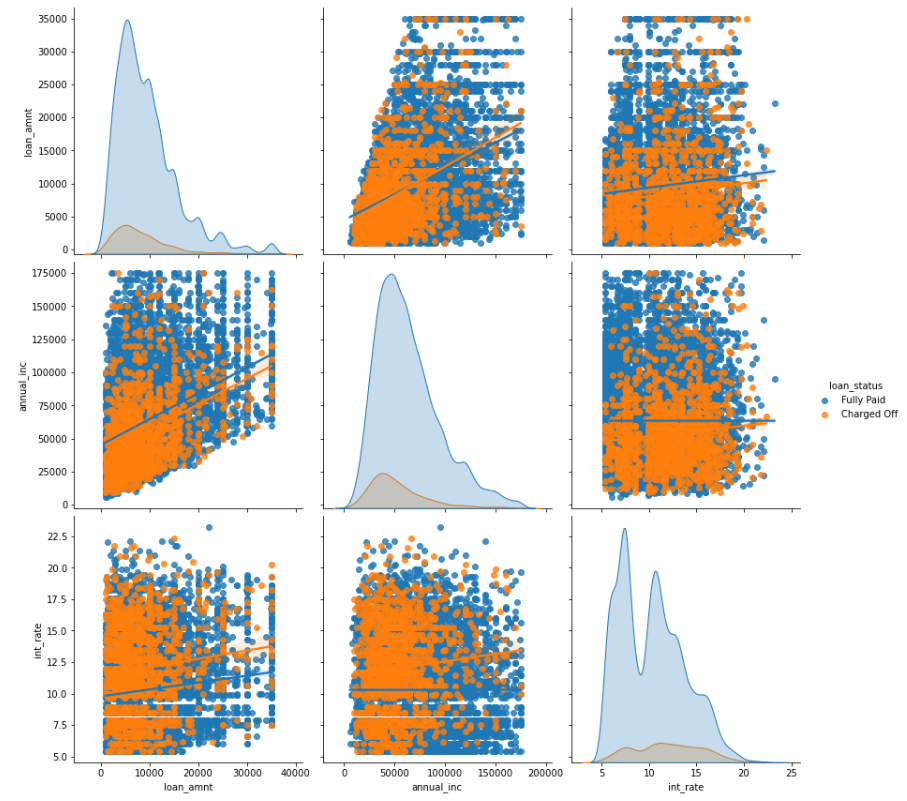 35000
30000
25000
20000
15000
10000
5000
0
loan_amnt
175000
150000
125000
100000
75000
50000
25000
0
annual_inc
loan_status
Fully Paid
Charged Off
22.5
20.0
17.5
15.0
12.5
10.0
7.5
5.0
int_rate
0 10000 20000 30000 40000
loan_amnt
0 50000 100000 150000 200000
annual_inc
5 10 15 20 25
int_rate